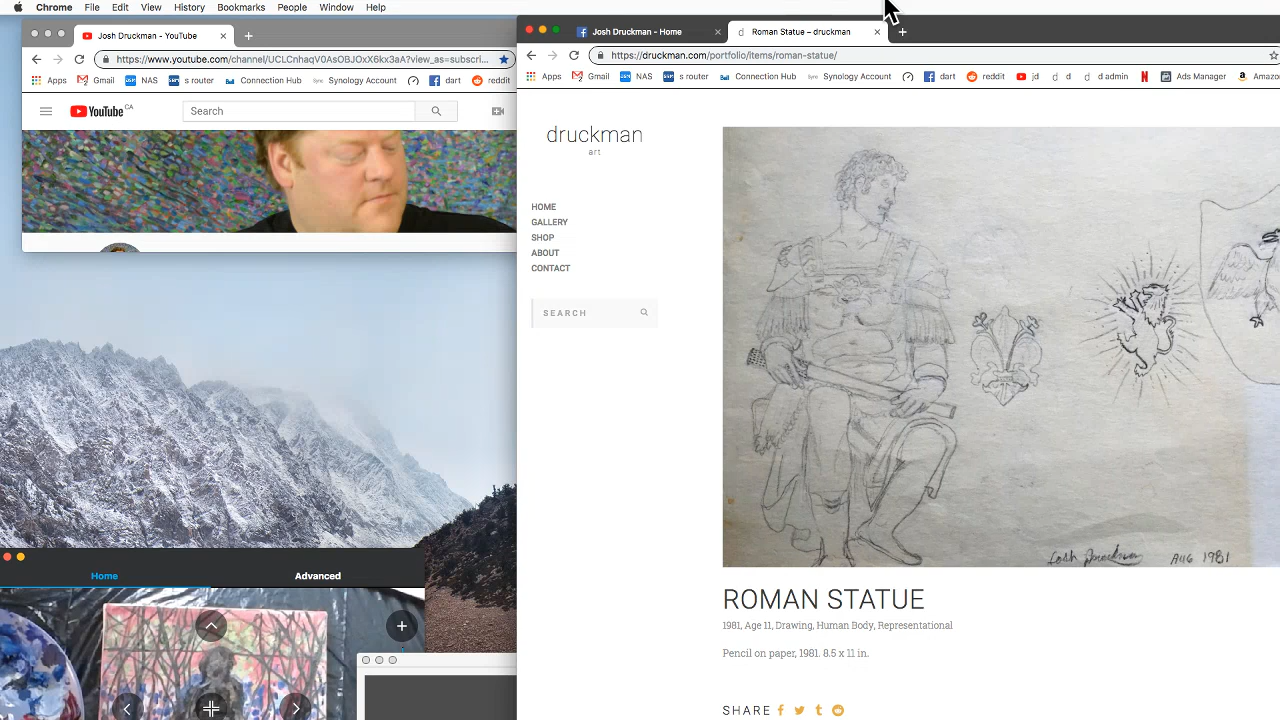 Chrome File Edit View History Bookmarks People Window Help
Josh Druckman - YouTube
https://www.youtube.com/channel/UCLCnhaqV0AsOBJOxX6kx3aA?view_as=subscri...
Apps Gmail NAS s router Connection Hub Synology Account dart reddit
YouTube CA
Search
Josh Druckman - Home
Roman Statue – druckman
https://druckman.com/portfolio/items/roman-statue/
Apps Gmail NAS s router Connection Hub Synology Account dart reddit jd d d d d admin Ads Manager Amazo
druckman
art
HOME
GALLERY
SHOP
ABOUT
CONTACT
SEARCH
Josh Druckman AUG 1981
ROMAN STATUE
1981, Age 11, Drawing, Human Body, Representational
Pencil on paper, 1981. 8.5 x 11 in.
SHARE
Home Advanced